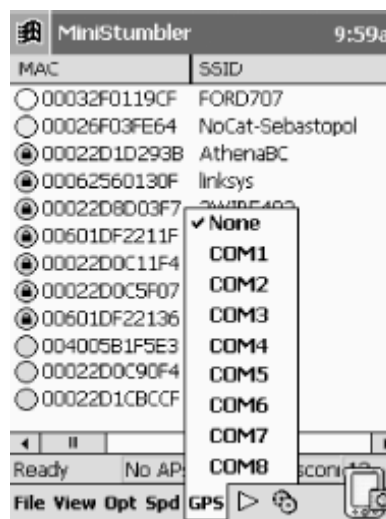 MiniStumbler 9:59a
MAC SSID
00032F0119CF FORD707
00026F03FE64 NoCat-Sebastopol
00022D1D293B AthenaBC
00062560130F linksys
00022D8D03F7 2WIRE492
00601DF2211F
00022D0C11F4
00022D0C5F07
00601DF22136
004005B1F5E3
00022D0C90F4
00022D1CBCCF
None
COM1
COM2
COM3
COM4
COM5
COM6
COM7
COM8
Ready No AP
File View Opt Spd GPS